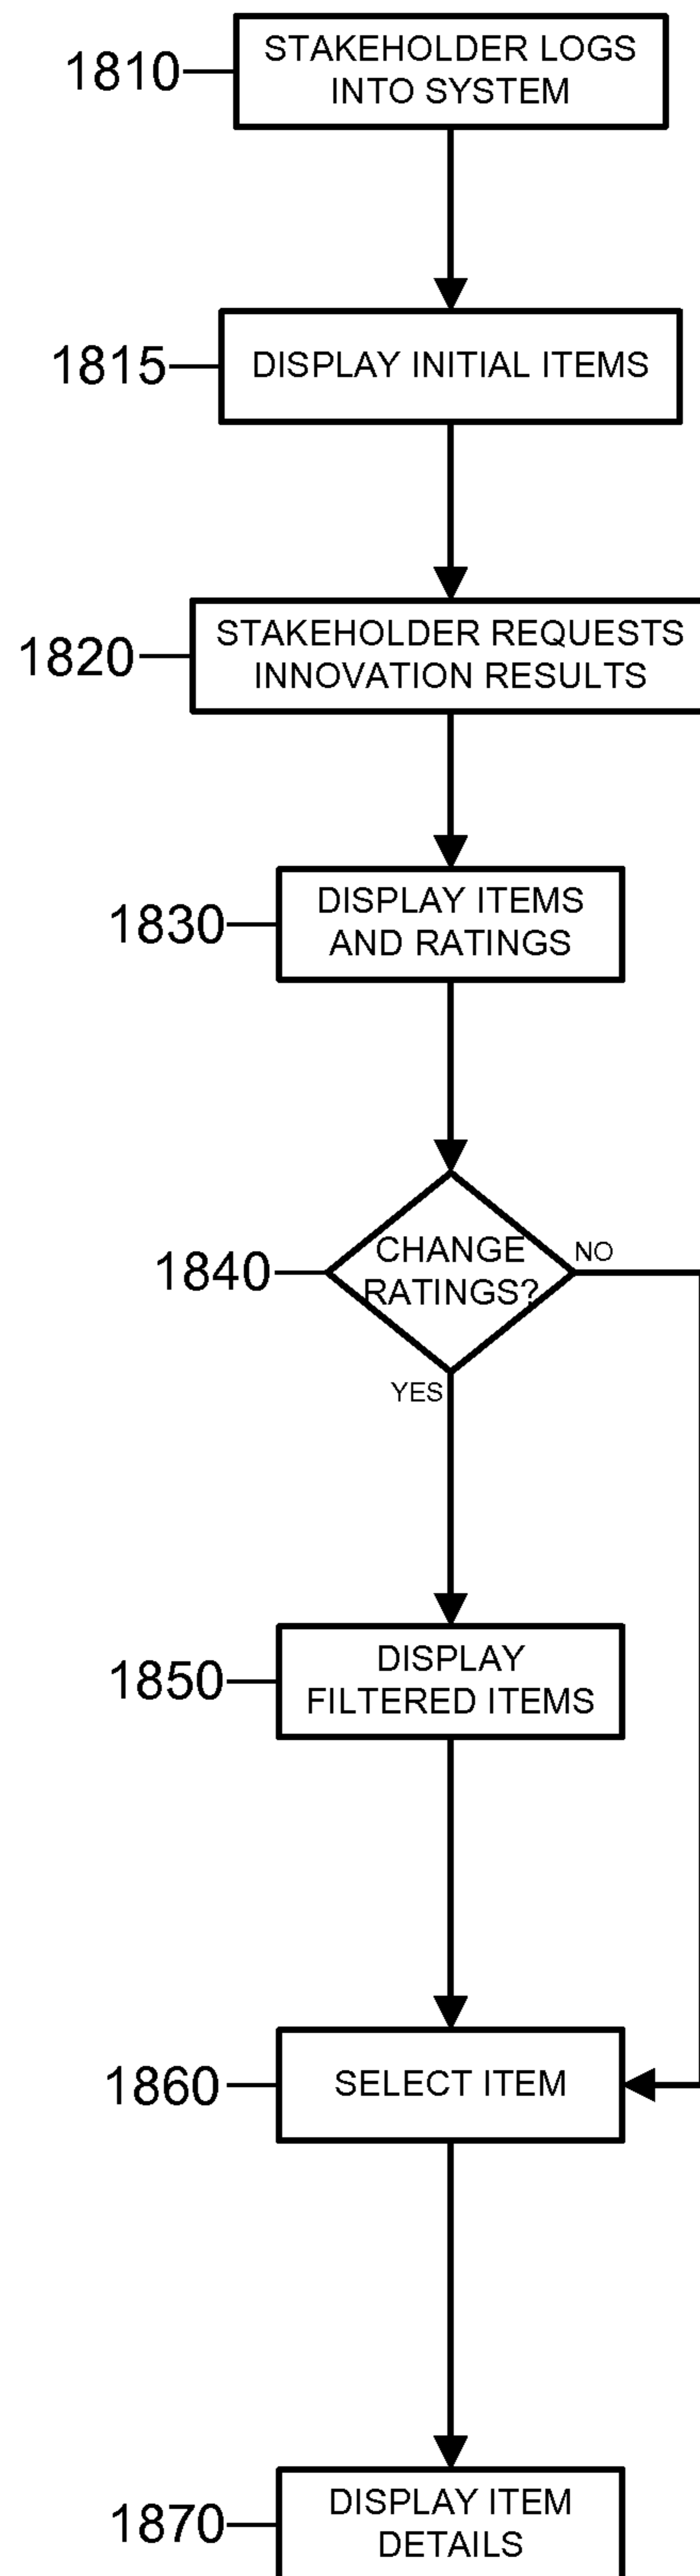 1810
STAKEHOLDER LOGS
INTO SYSTEM
1815
DISPLAY INITIAL ITEMS
1820
STAKEHOLDER REQUESTS
INNOVATION RESULTS
1830
DISPLAY ITEMS
AND RATINGS
1840
CHANGE
RATINGS?
NO
YES
1850
DISPLAY
FILTERED ITEMS
1860
SELECT ITEM
1870
DISPLAY ITEM
DETAILS